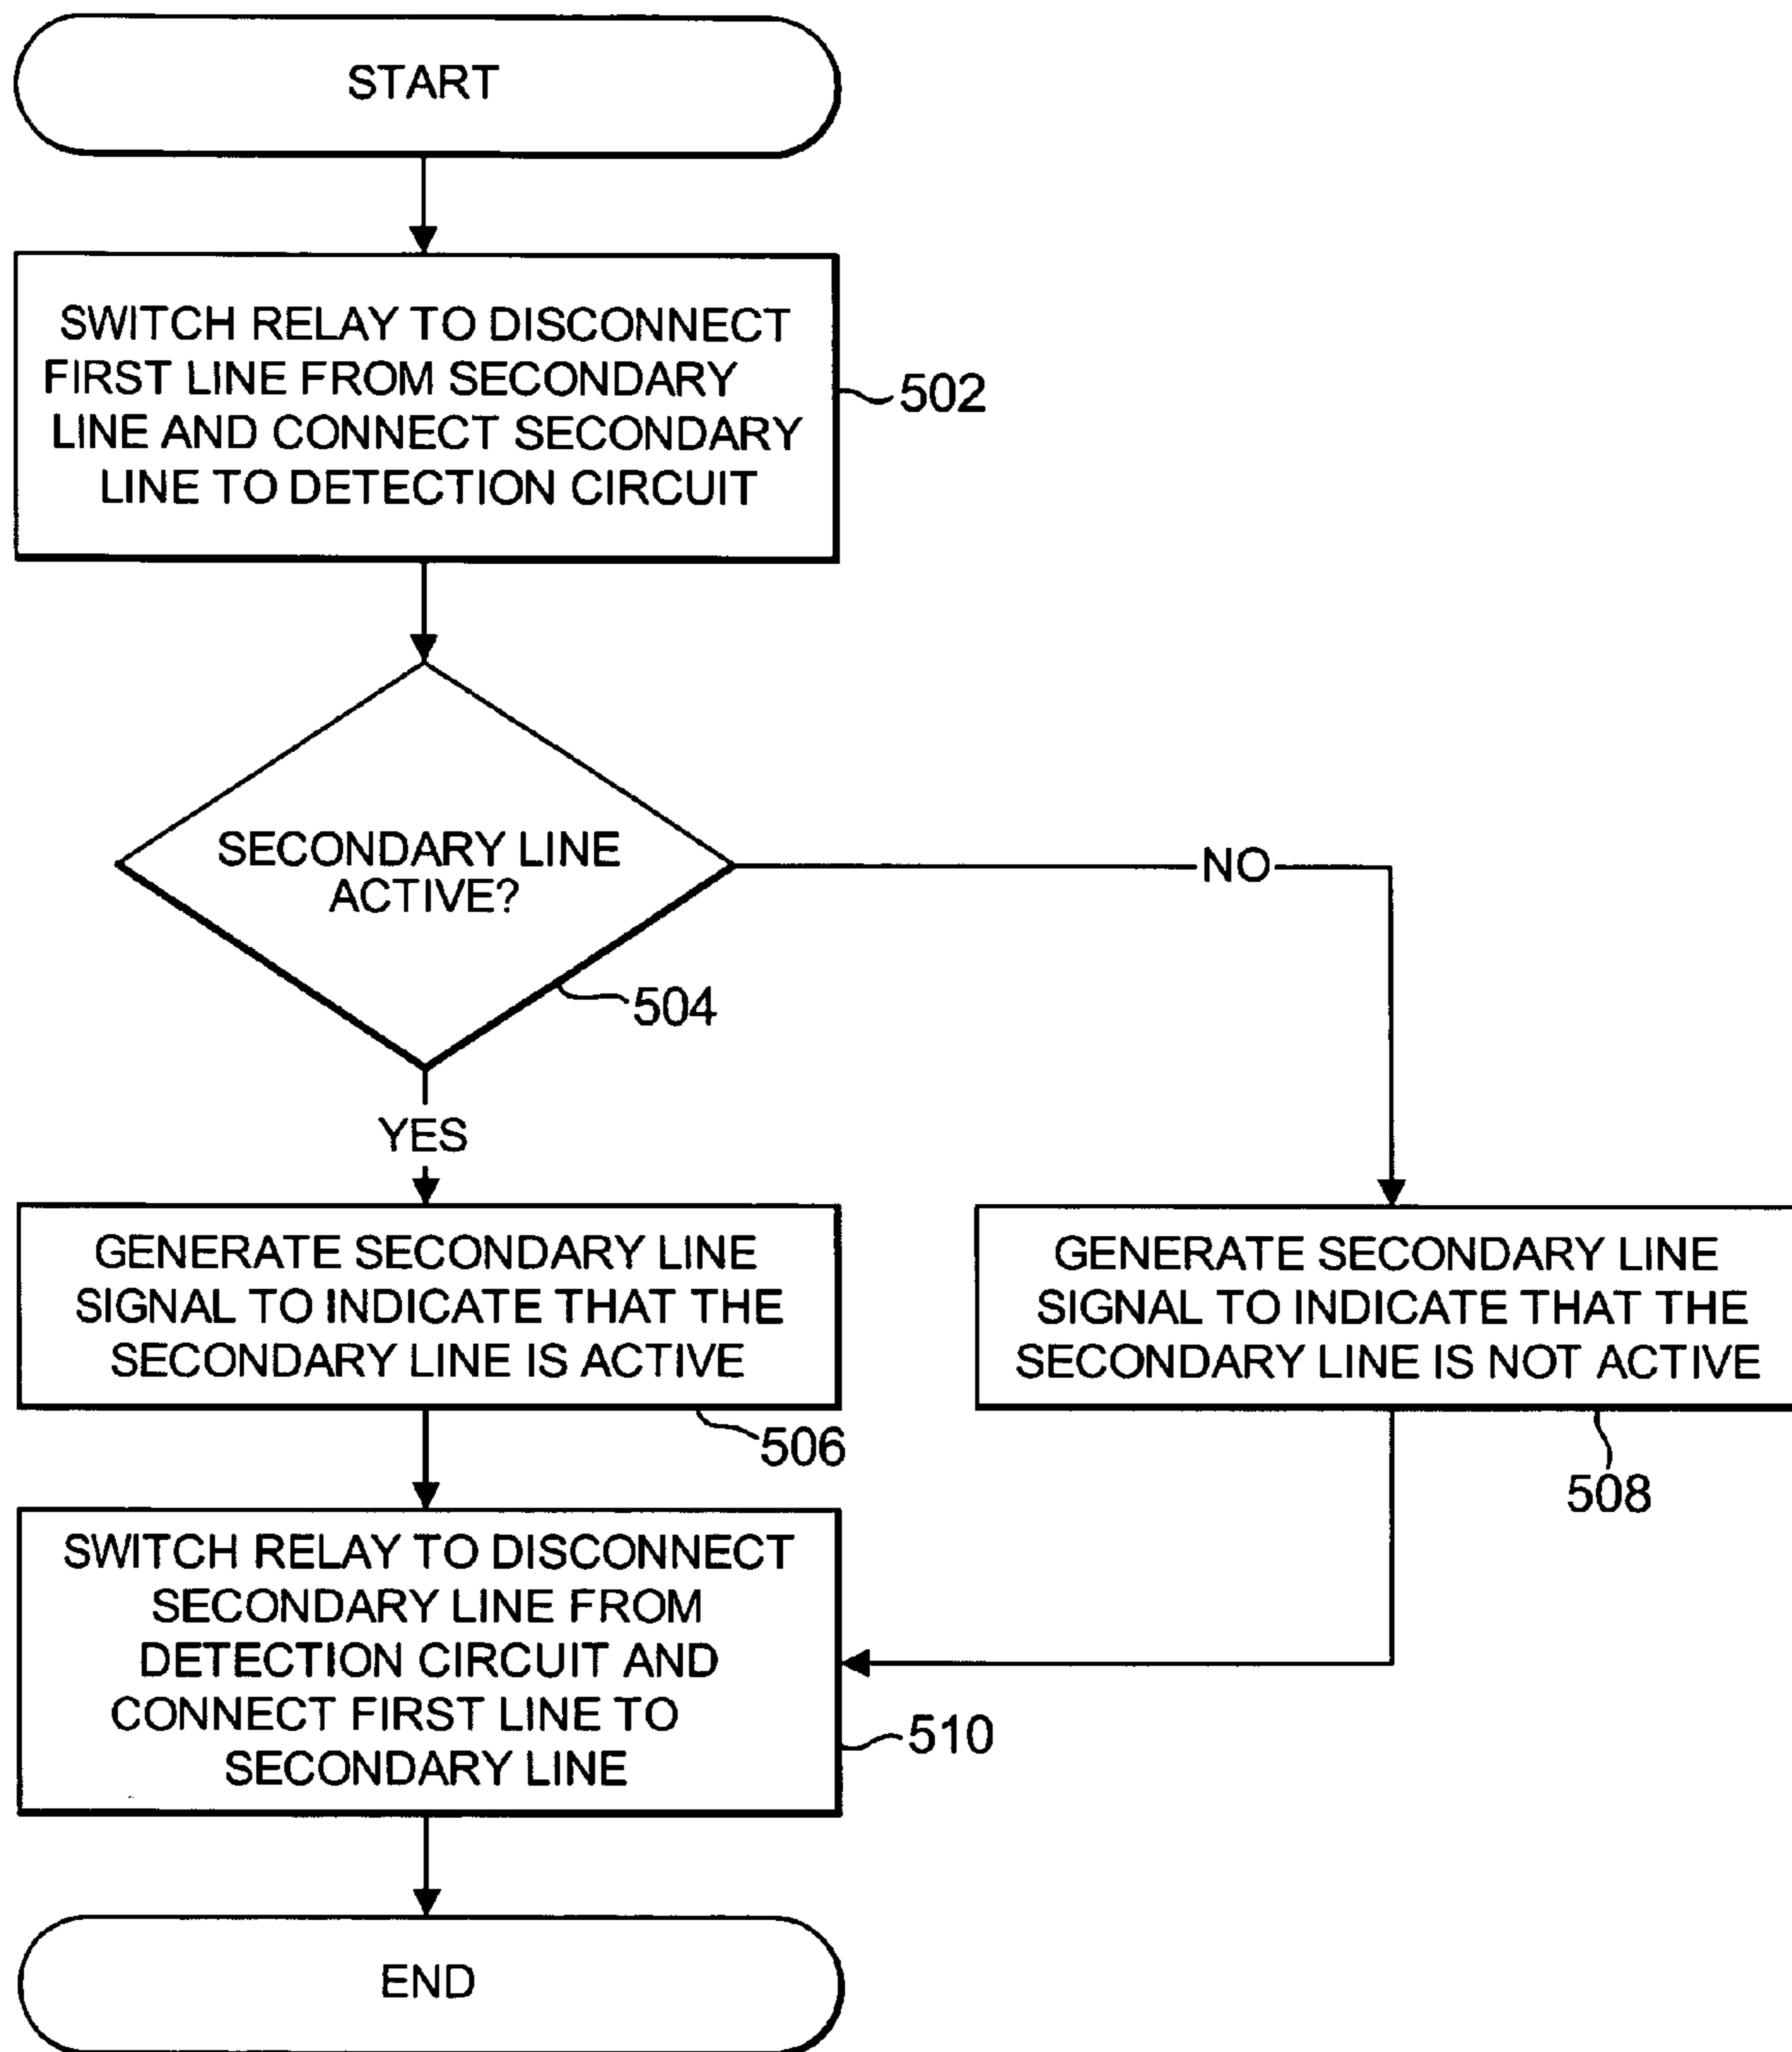 START
SWITCH RELAY TO DISCONNECT
FIRST LINE FROM SECONDARY
LINE AND CONNECT SECONDARY
LINE TO DETECTION CIRCUIT
502
SECONDARY LINE
ACTIVE?
NO
504
YES
GENERATE SECONDARY LINE
SIGNAL TO INDICATE THAT THE
SECONDARY LINE IS ACTIVE
506
GENERATE SECONDARY LINE
SIGNAL TO INDICATE THAT THE
SECONDARY LINE IS NOT ACTIVE
508
SWITCH RELAY TO DISCONNECT
SECONDARY LINE FROM
DETECTION CIRCUIT AND
CONNECT FIRST LINE TO
SECONDARY LINE
510
END